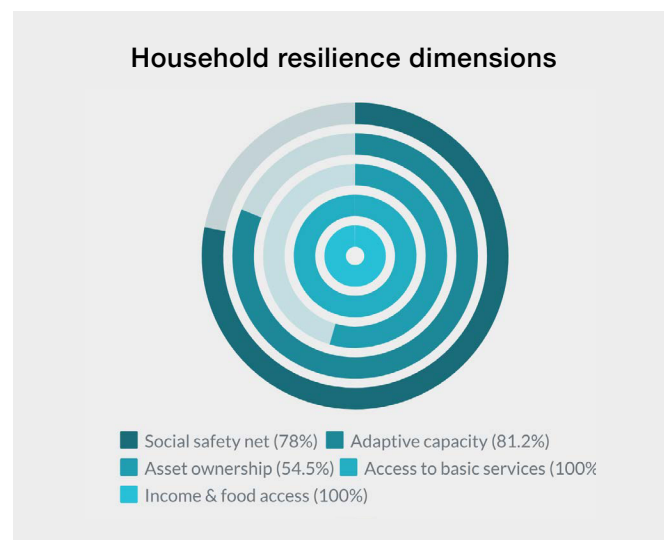 Household resilience dimensions
Social safety net (78%) Adaptive capacity (81.2%)
Asset ownership (54.5%) Access to basic services (100%
Income & food access (100%)